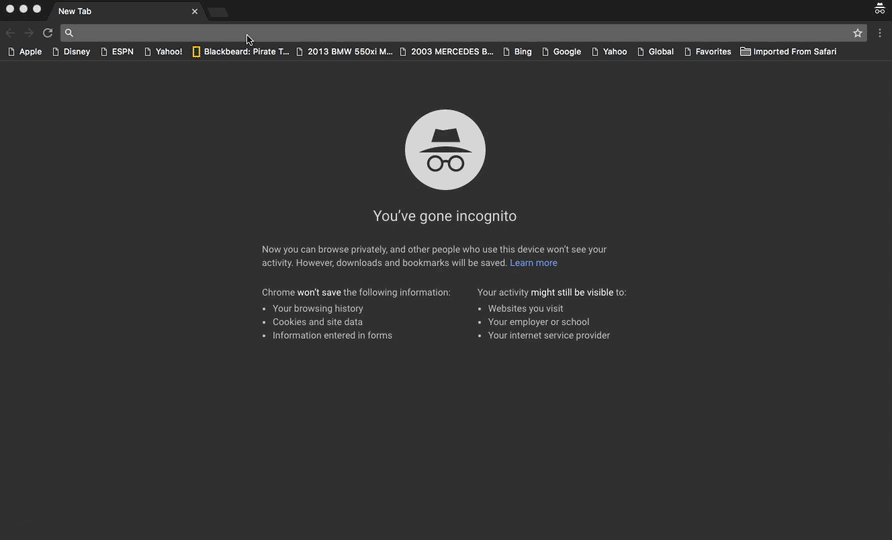 New Tab
Apple Disney ESPN Yahoo! Blackbeard: Pirate T... 2013 BMW 550xi M... 2003 MERCEDES B... Bing Google Yahoo Global Favorites Imported From Safari
You've gone incognito
Now you can browse privately, and other people who use this device won't see your
activity. However, downloads and bookmarks will be saved. Learn more
Chrome won't save the following information:
Your browsing history
Cookies and site data
Information entered in forms
Your activity might still be visible to:
Websites you visit
Your employer or school
Your internet service provider